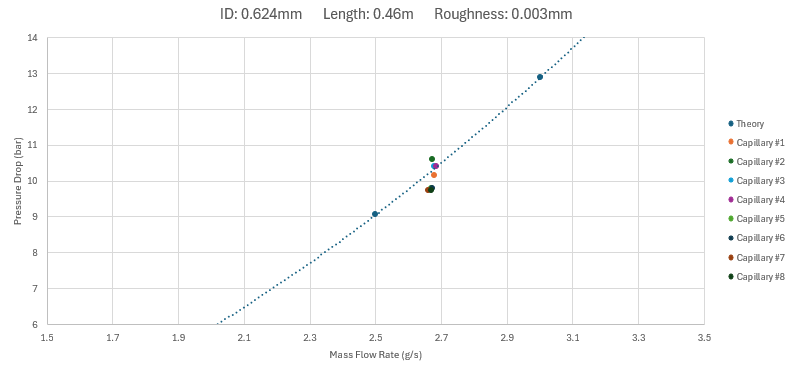 ID: 0.624mm Length: 0.46m Roughness: 0.003mm
14
13
12
11
10
9
8
7
6
Pressure Drop (bar)
1.5 1.7 1.9 2.1 2.3 2.5 2.7 2.9 3.1 3.3 3.5
Mass Flow Rate (g/s)
Theory
Capillary #1
Capillary #2
Capillary #3
Capillary #4
Capillary #5
Capillary #6
Capillary #7
Capillary #8